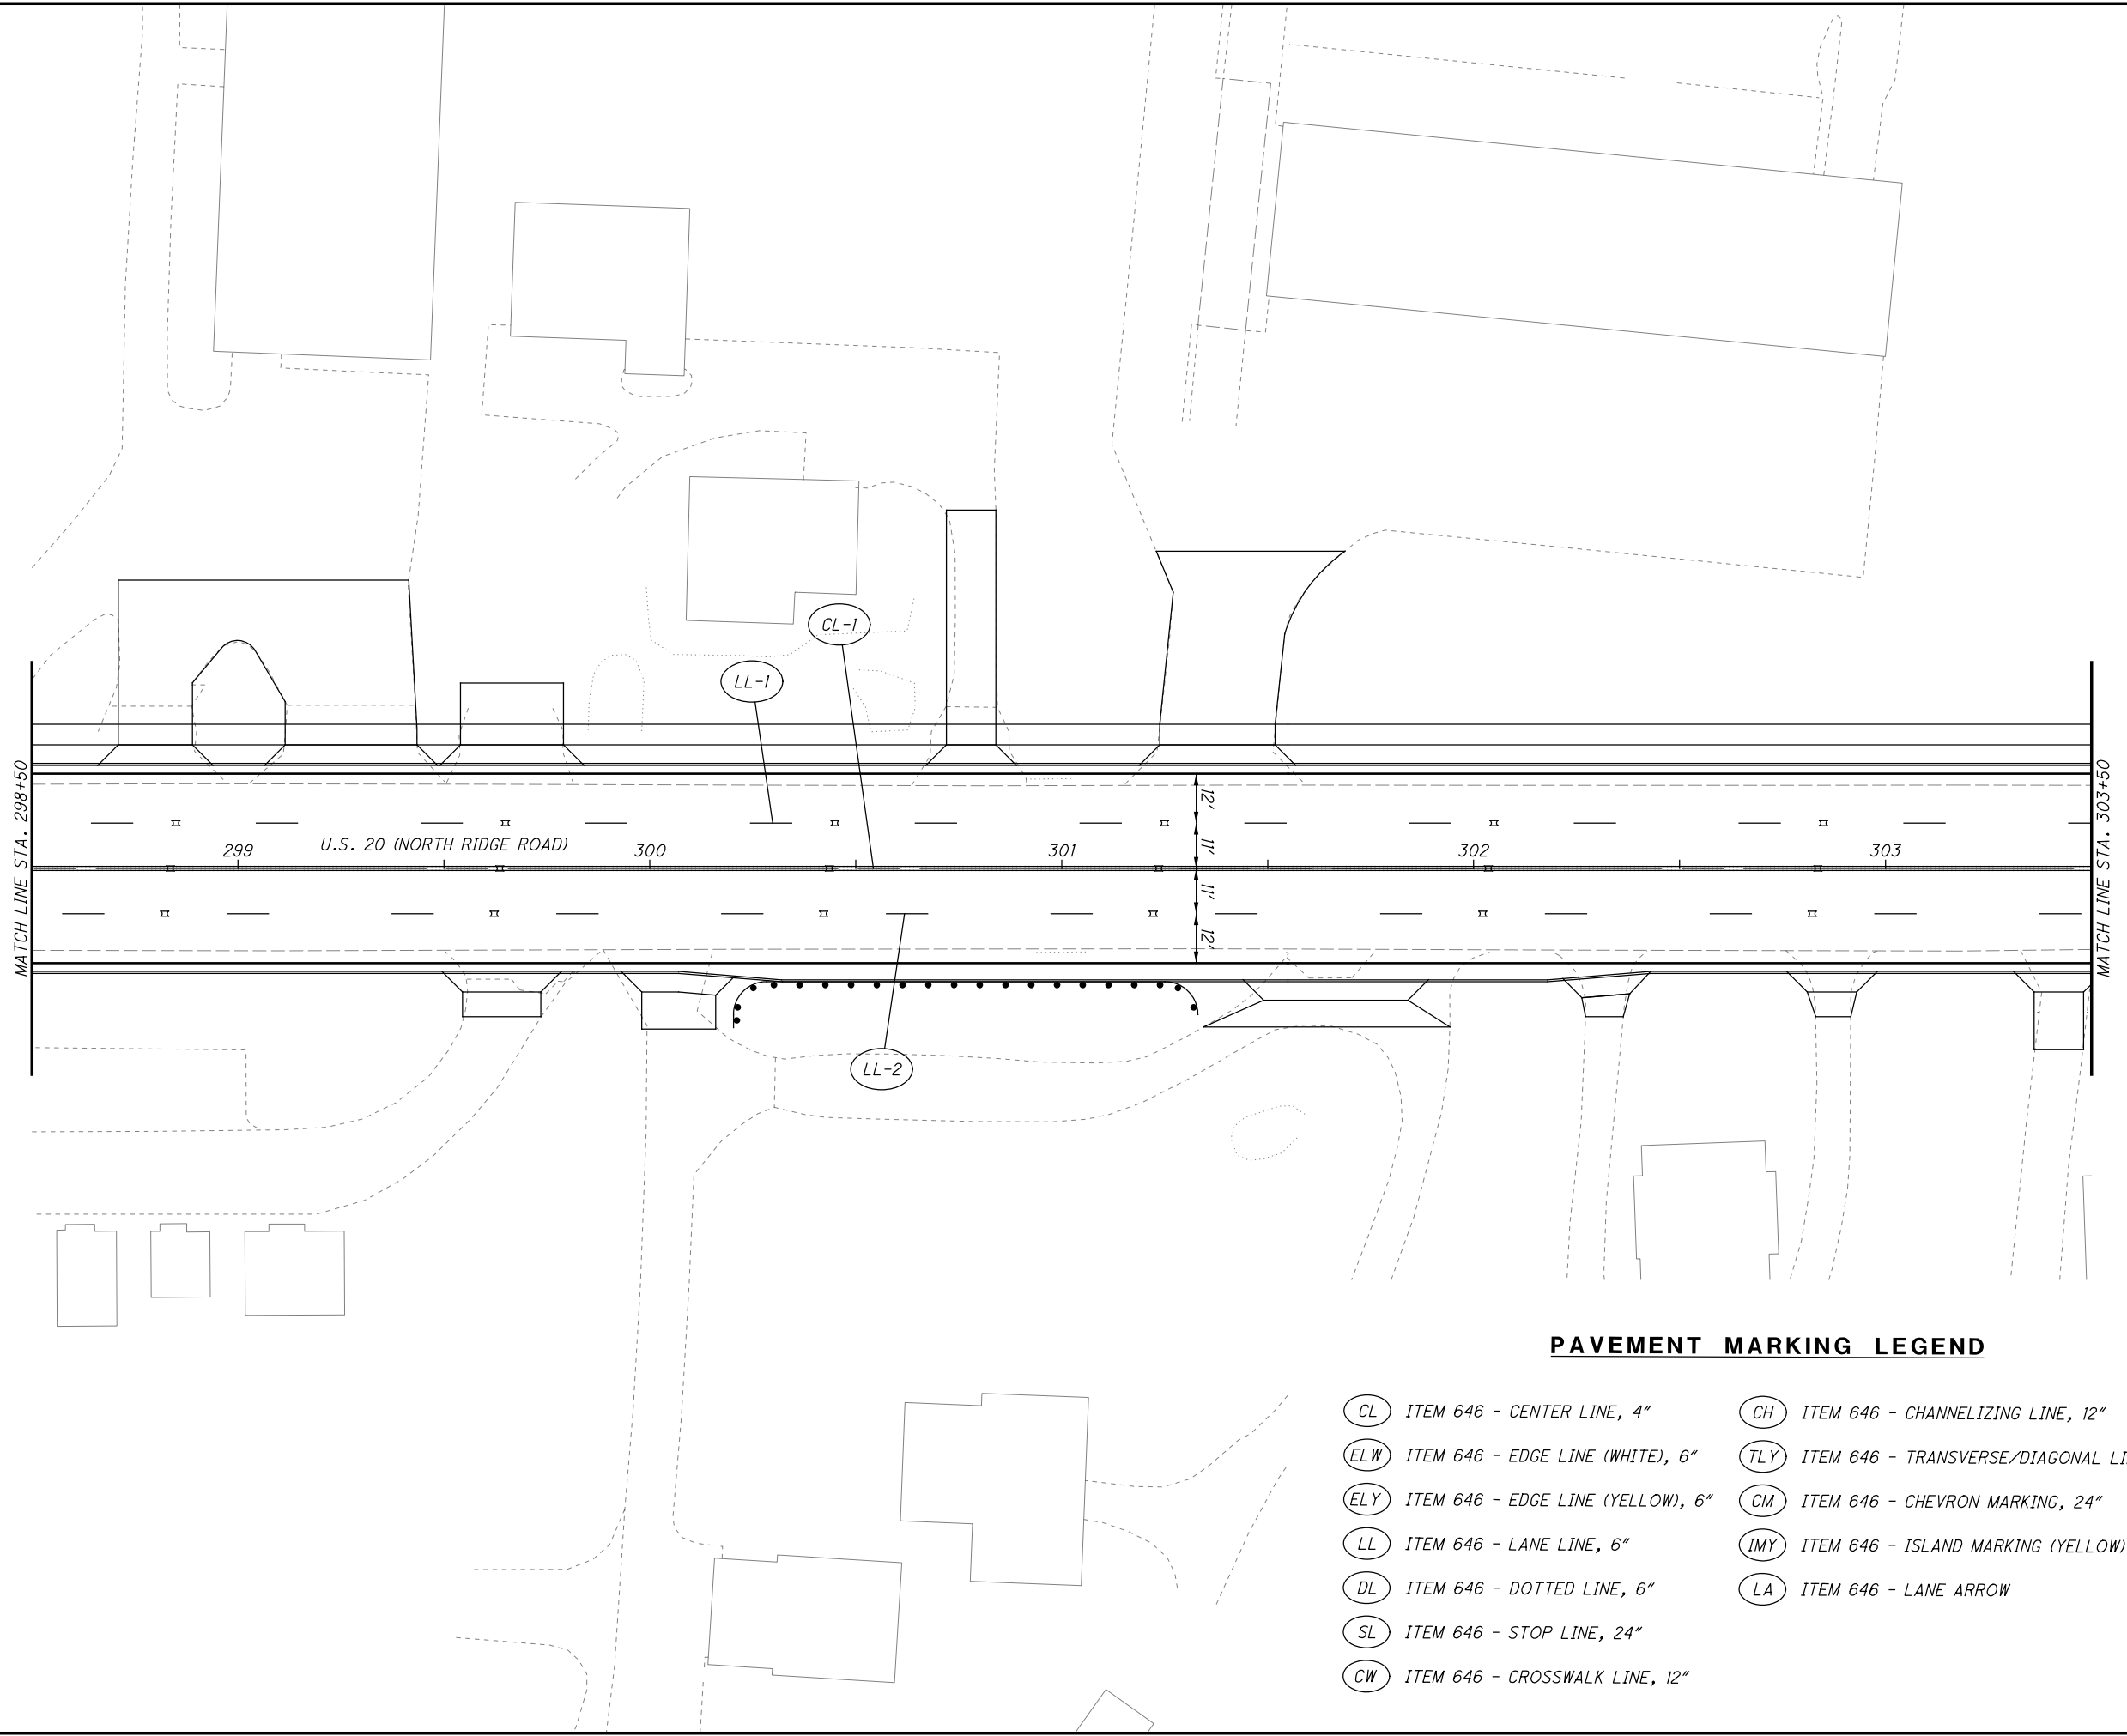 CL-1
LL-1
MATCH LINE STA. 298+50
MATCH LINE STA. 303+50
12'
11'
11'
12'
U.S. 20 (NORTH RIDGE ROAD)
299
300
301
302
303
LL-2
PAVEMENT MARKING LEGEND
CL ITEM 646 - CENTER LINE, 4"
ELW ITEM 646 - EDGE LINE (WHITE), 6"
ELY ITEM 646 - EDGE LINE (YELLOW), 6"
LL ITEM 646 - LANE LINE, 6"
DL ITEM 646 - DOTTED LINE, 6"
SL ITEM 646 - STOP LINE, 24"
CW ITEM 646 - CROSSWALK LINE, 12"
CH ITEM 646 - CHANNELIZING LINE, 12"
TLY ITEM 646 - TRANSVERSE/DIAGONAL
CM ITEM 646 - CHEVRON MARKING, 24"
IMY ITEM 646 - ISLAND MARKING (YELLOW)
LA ITEM 646 - LANE ARROW